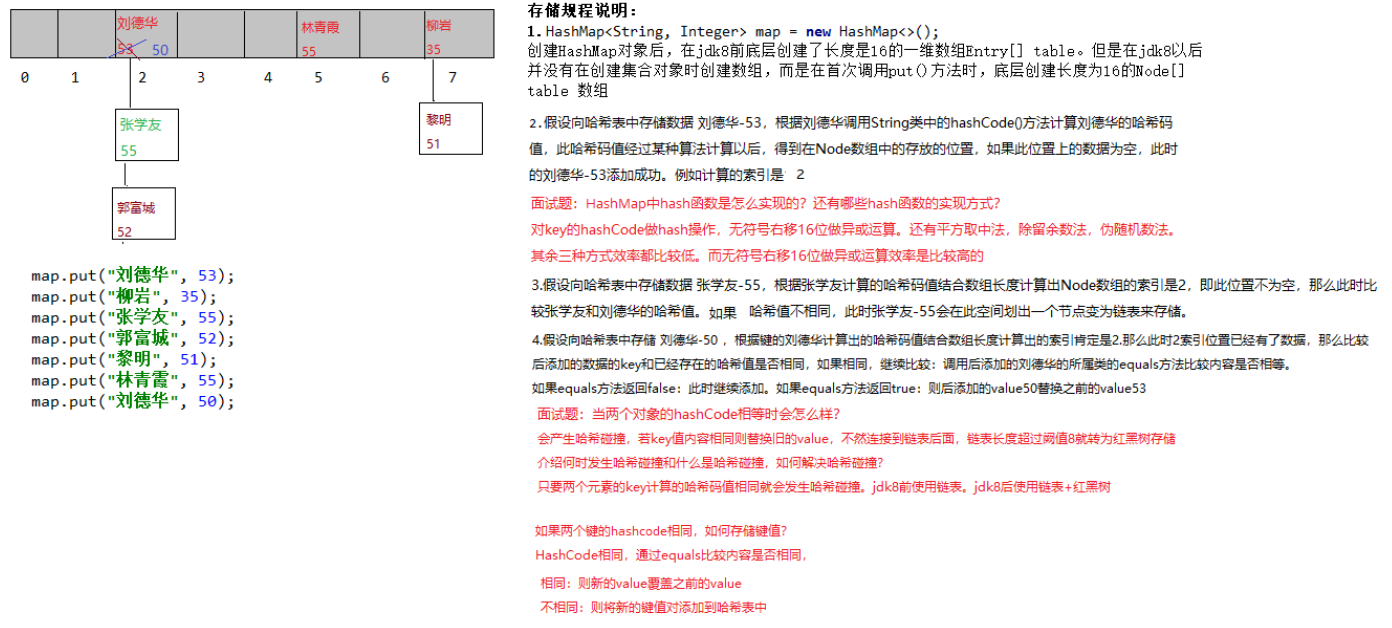 刘德华
53 50
林青霞
55
柳岩
35
0 1 2 3 4 5 6 7
张学友
55
黎明
51
郭富城
52
map.put("刘德华", 53);
map.put("柳岩", 35);
map.put("张学友", 55);
map.put("郭富城", 52);
map.put("黎明", 51);
map.put("林青霞", 55);
map.put("刘德华", 50);
存储规程说明：
1.HashMap<String, Integer> map = new HashMap<>();
创建HashMap对象后，在jdk8前底层创建了长度是16的一维数组Entry[] table。但是在jdk8以后
并没有在创建集合对象时创建数组，而是在首次调用put()方法时，底层创建长度为16的Node[]
table 数组
2.假设向哈希表中存储数据 刘德华-53，根据刘德华调用String类中的hashCode()方法计算刘德华的哈希码
值，此哈希码值经过某种算法计算以后，得到在Node数组中的存放的位置，如果此位置上的数据为空，此时
的刘德华-53添加成功。例如计算的索引是 2
面试题：HashMap中hash函数是怎么实现的？还有哪些hash函数的实现方式？
对key的hashCode做hash操作，无符号右移16位做异或运算。还有平方取中法，除留余数法，伪随机数法。
其余三种方式效率都比较低。而无符号右移16位做异或运算效率是比较高的
3.假设向哈希表中存储数据 张学友-55，根据张学友计算的哈希码值结合数组长度计算出Node数组的索引是2，即此位置不为空，那么此时比
较张学友和刘德华的哈希值。如果 哈希值不相同，此时张学友-55会在此空间划出一个节点变为链表来存储。
4.假设向哈希表中存储 刘德华-50 ，根据键的刘德华计算出的哈希码值结合数组长度计算出的索引肯定是2.那么此时2索引位置已经有了数据，那么比较
后添加的数据的key和已经存在的哈希值是否相同，如果相同，继续比较：调用后添加的刘德华的所属类的equals方法比较内容是否相等。
如果equals方法返回false：此时继续添加。如果equals方法返回true：则后添加的value50替换之前的value53
面试题：当两个对象的hashCode相等时会怎么样？
会产生哈希碰撞，若key值内容相同则替换旧的value，不然连接到链表后面，链表长度超过阙值8就转为红黑树存储
介绍何时发生哈希碰撞和什么是哈希碰撞，如何解决哈希碰撞？
只要两个元素的key计算的哈希码值相同就会发生哈希碰撞。jdk8前使用链表。jdk8后使用链表+红黑树
如果两个键的hashcode相同，如何存储键值？
HashCode相同，通过equals比较内容是否相同，
相同：则新的value覆盖之前的value
不相同：则将新的键值对添加到哈希表中